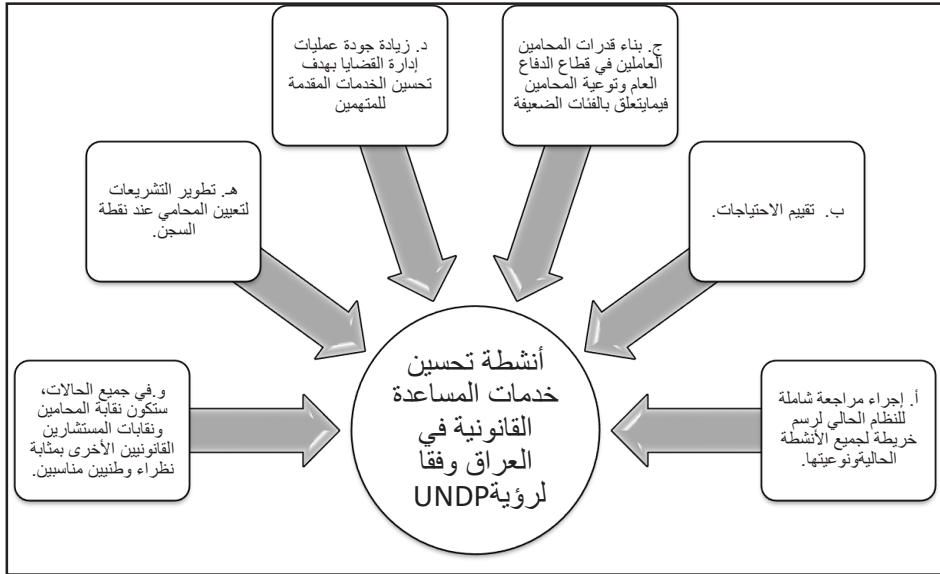 أ. إجراء مراجعة شاملة
للنظام الحالي لرسم
خريطة لجميع الأنشطة
الحاليةونوعيتها.
ب. تقييم الاحتياجات.
ج. بناء قدرات المحامين
العاملين في قطاع الدفاع
العام وتوعية المحامين
فيمايتعلق بالفئات الضعيفة
د. زيادة جودة عمليات
إدارة القضايا بهدف
تحسين الخدمات المقدمة
للمتهمين
هـ. تطوير التشريعات
لتعيين المحامي عند نقطة
السجن.
و.في جميع الحالات،
ستكون نقابة المحامين
ونقابات المستشارين
القانونيين الأخرى بمثابة
نظراء وطنيين مناسبين.
أنشطة تحسين
خدمات المساعدة
القانونية في
العراق وفقا
لرؤيةUNDP